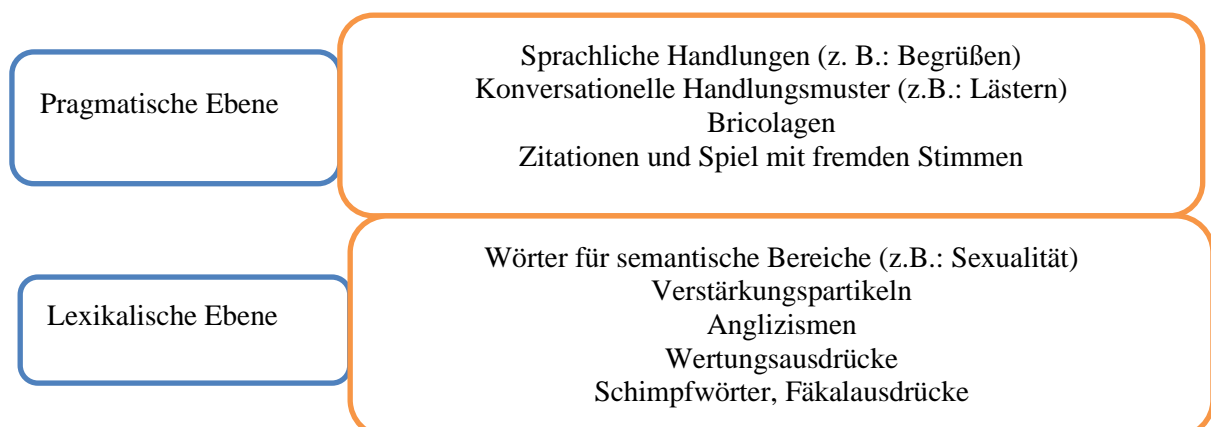 Pragmatische Ebene
Sprachliche Handlungen (z. B.: Begrüßen)
Konversationelle Handlungsmuster (z.B.: Lästern)
Bricolagen
Zitationen und Spiel mit fremden Stimmen
Lexikalische Ebene
Wörter für semantische Bereiche (z.B.: Sexualität)
Verstärkungspartikeln
Anglizismen
Wertungsausdrücke
Schimpfwörter, Fäkalausdrücke